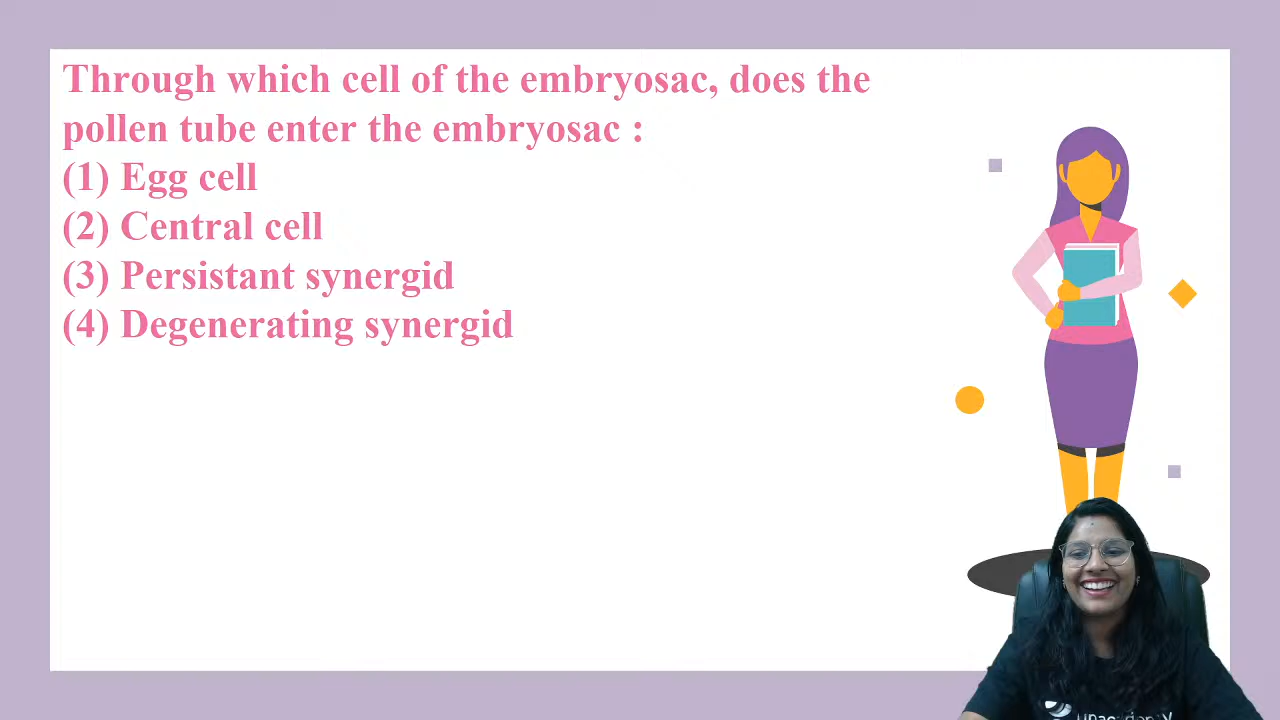 Through which cell of the embryosac, does the
pollen tube enter the embryosac :
(1) Egg cell
(2) Central cell
(3) Persistant synergid
(4) Degenerating synergid